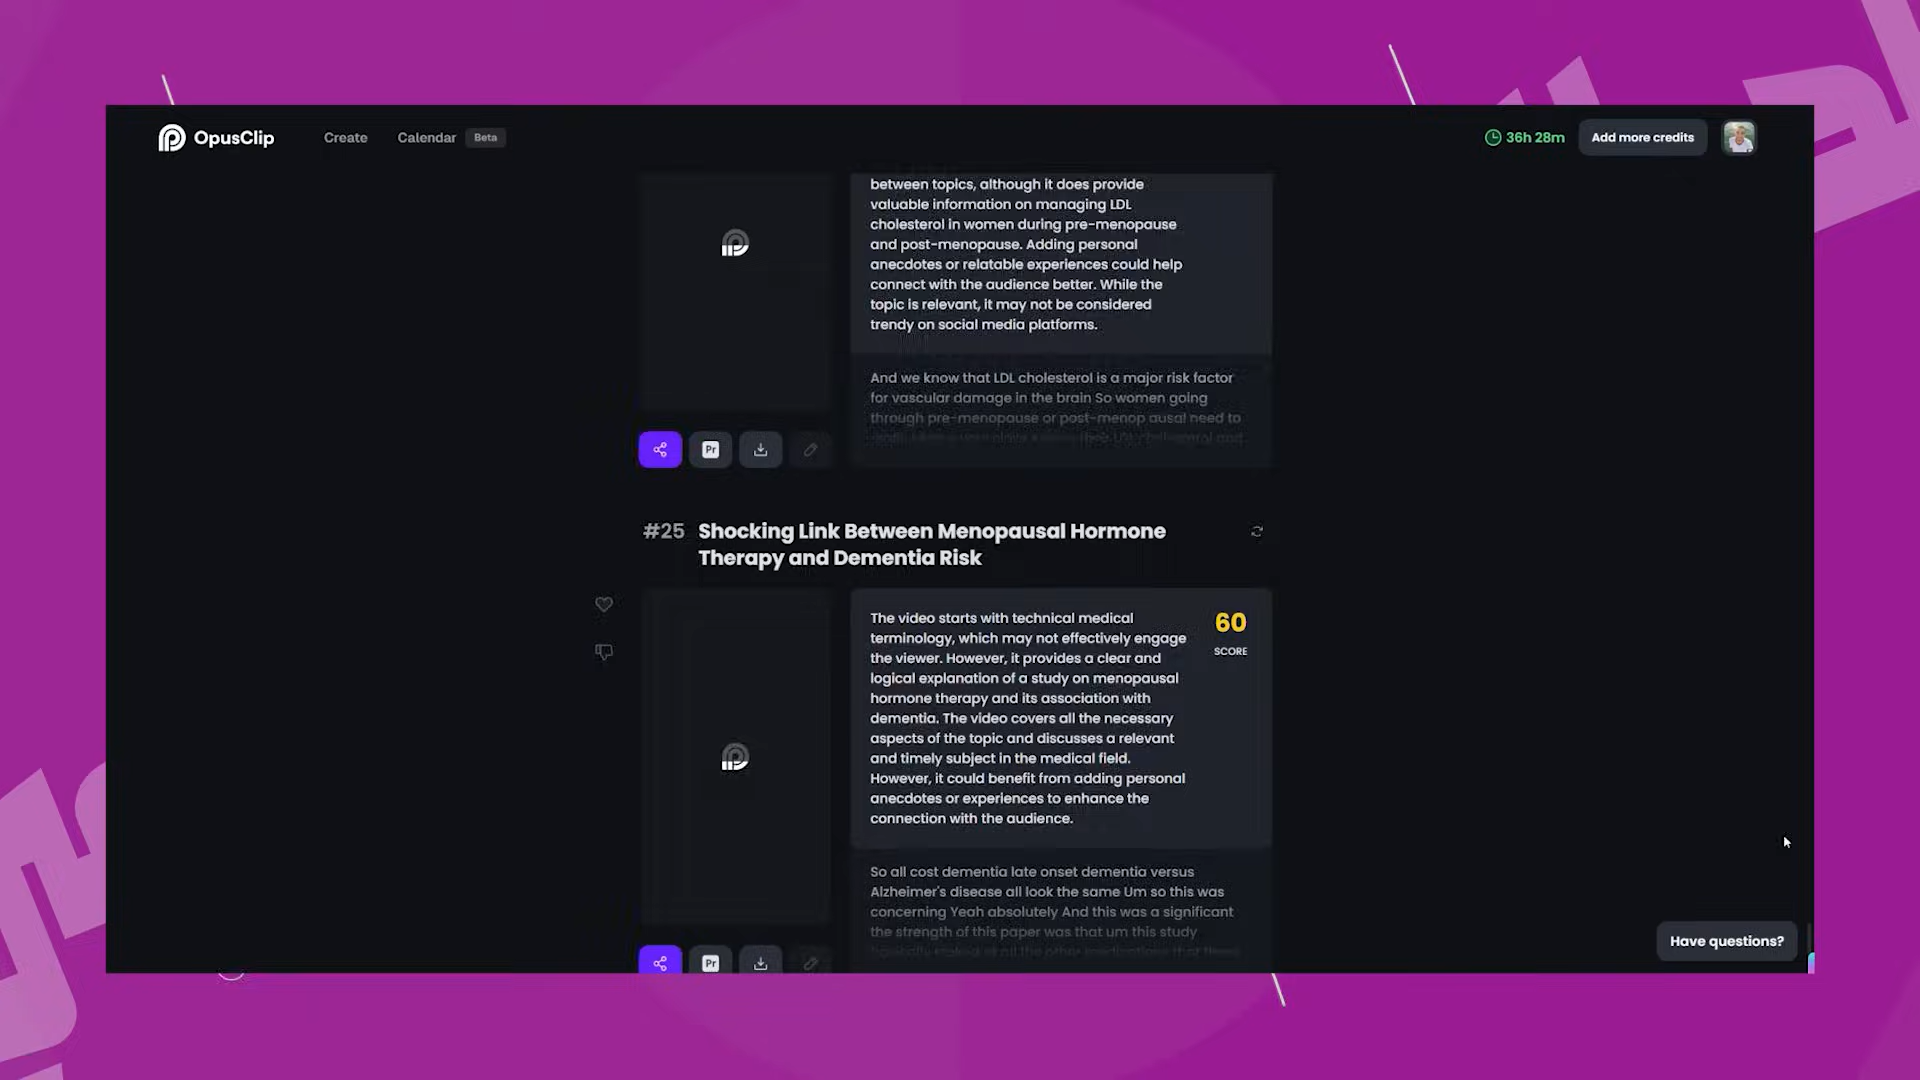 OpusClip
Create
Calendar
Beta
36h 28m
Add more credits
between topics, although it does provide
valuable information on managing LDL
cholesterol in women during pre-menopause
and post-menopause. Adding personal
anecdotes or relatable experiences could help
connect with the audience better. While the
topic is relevant, it may not be considered
trendy on social media platforms.
And we know that LDL cholesterol is a major risk factor
for vascular damage in the brain So women going
through pre-menopause or post-menop ausal need to
Pr
#25 Shocking Link Between Menopausal Hormone
Therapy and Dementia Risk
The video starts with technical medical
terminology, which may not effectively engage
the viewer. However, it provides a clear and
logical explanation of a study on menopausal
hormone therapy and its association with
dementia. The video covers all the necessary
aspects of the topic and discusses a relevant
and timely subject in the medical field.
However, it could benefit from adding personal
anecdotes or experiences to enhance the
connection with the audience.
60
SCORE
So all cost dementia late onset dementia versus
Alzheimer's disease all look the same Um so this was
concerning Yeah absolutely And this was a significant
the strength of this paper was that um this study
Pr
Have questions?